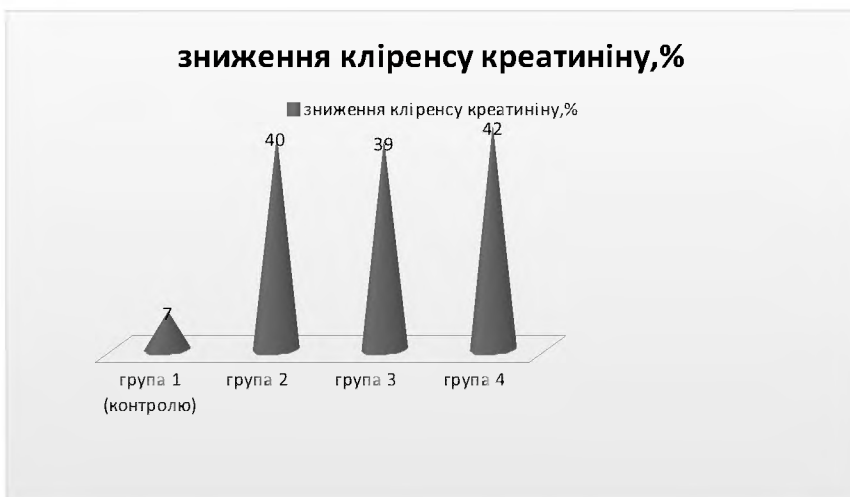 зниження кліренсу креатиніну,%
зниження кліренсу креатиніну,%
40 39 42
7
група 1 група 2 група 3 група 4
(контролю)